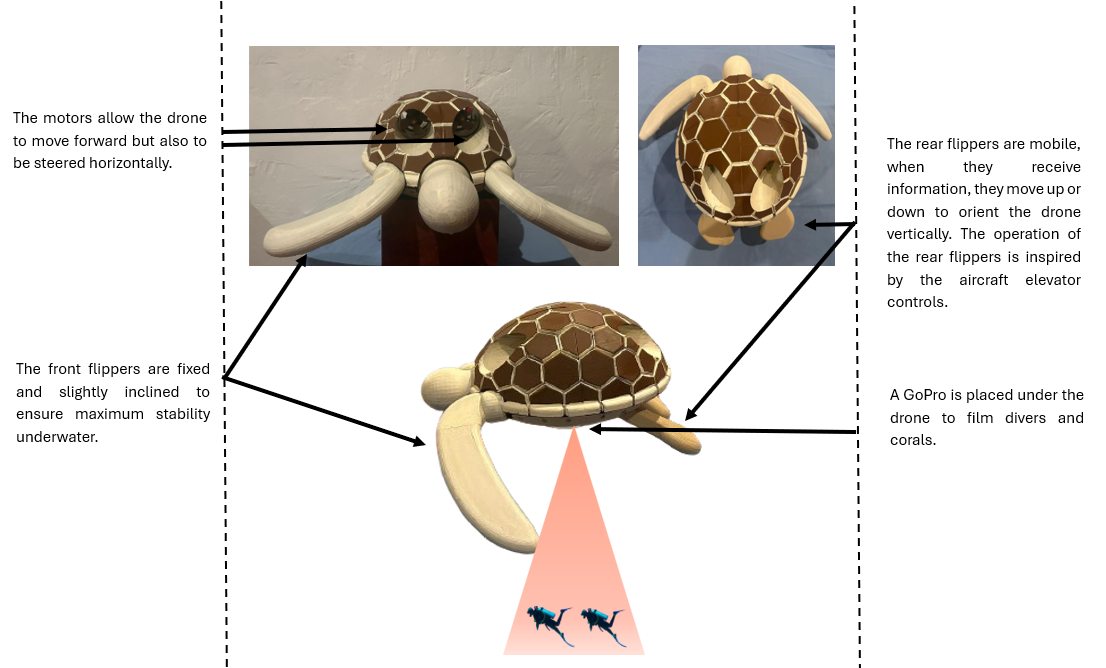 The motors allow the drone
to move forward but also to
be steered horizontally.
The front flippers are fixed
and slightly inclined to
ensure maximum stability
underwater.
The rear flippers are mobile,
when they receive
information, they move up or
down to orient the drone
vertically. The operation of
the rear flippers is inspired
by the aircraft elevator
controls.
A GoPro is placed under the
drone to film divers and
corals.